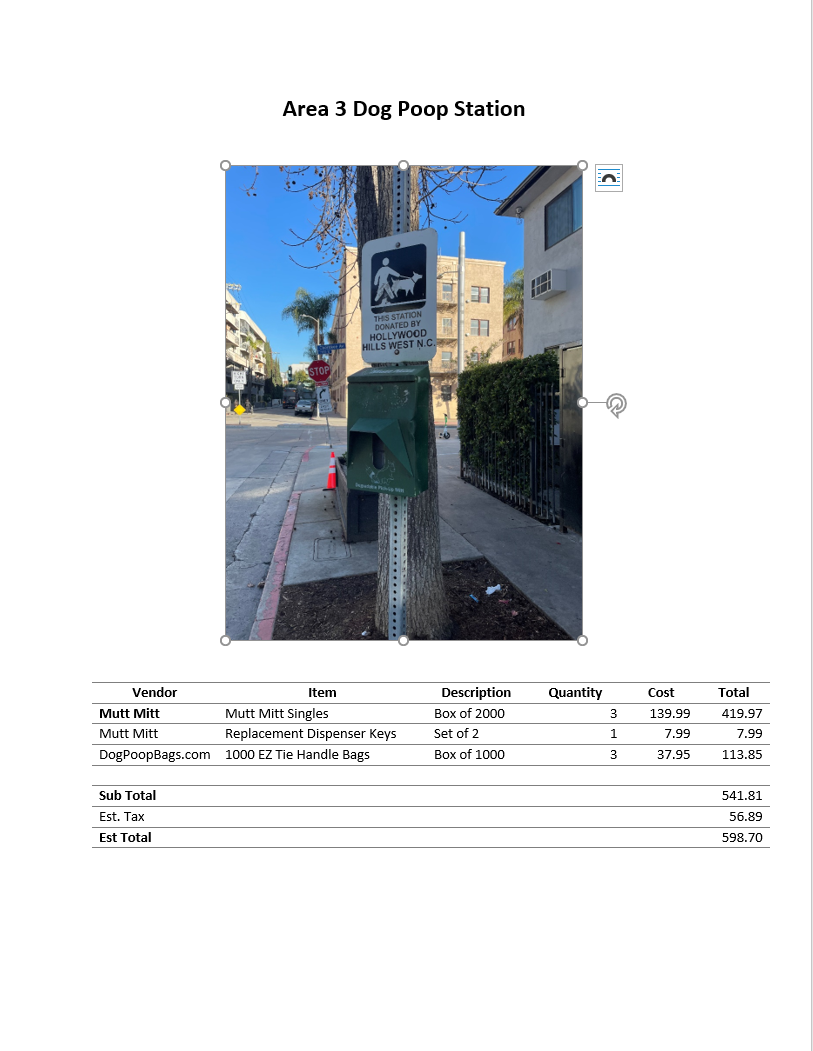 Area 3 Dog Poop Station
THIS STATION
DONATED BY
HOLLYWOOD
HILLS WEST N.C.
STOP
Vendor Item Description Quantity Cost Total
Mutt Mitt Mutt Mitt Singles Box of 2000 3 139.99 419.97
Mutt Mitt Replacement Dispenser Keys Set of 2 1 7.99 7.99
DogPoopBags.com 1000 EZ Tie Handle Bags Box of 1000 3 37.95 113.85
Sub Total 541.81
Est. Tax 56.89
Est Total 598.70